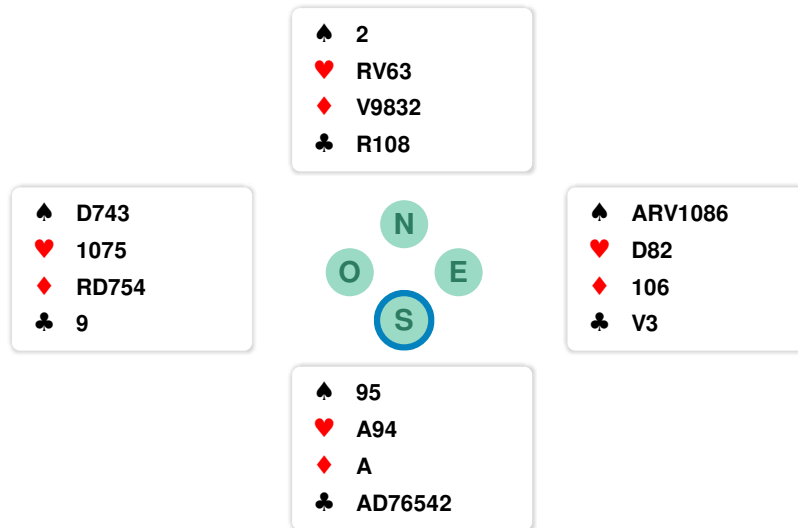 ♠ 2
♥ RV63
♦ V9832
♣ R108
♠ D743
♥ 1075
♦ RD754
♣ 9
N
O E
S
♠ ARV1086
♥ D82
♦ 106
♣ V3
♠ 95
♥ A94
♦ A
♣ AD76542